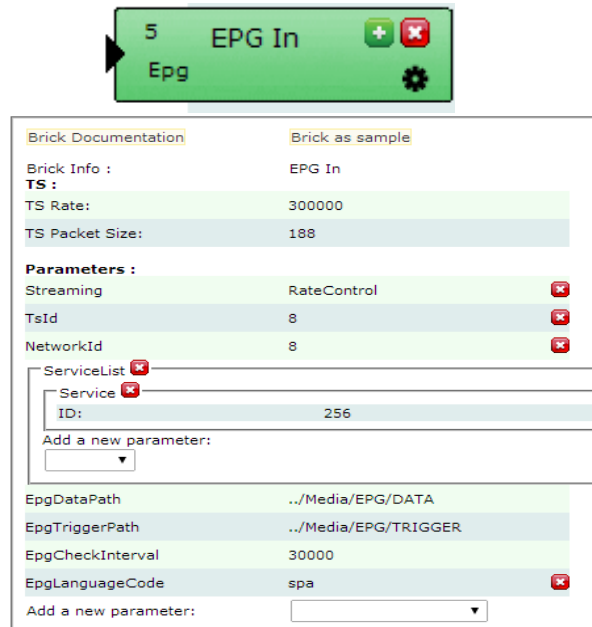 5 EPG In
Epg
Brick Documentation Brick as sample
Brick Info : EPG In
TS :
TS Rate: 300000
TS Packet Size: 188
Parameters :
Streaming RateControl
TsId 8
NetworkId 8
ServiceList
Service
ID: 256
Add a new parameter:
EpgDataPath ../Media/EPG/DATA
EpgTriggerPath ../Media/EPG/TRIGGER
EpgCheckInterval 30000
EpgLanguageCode spa
Add a new parameter: